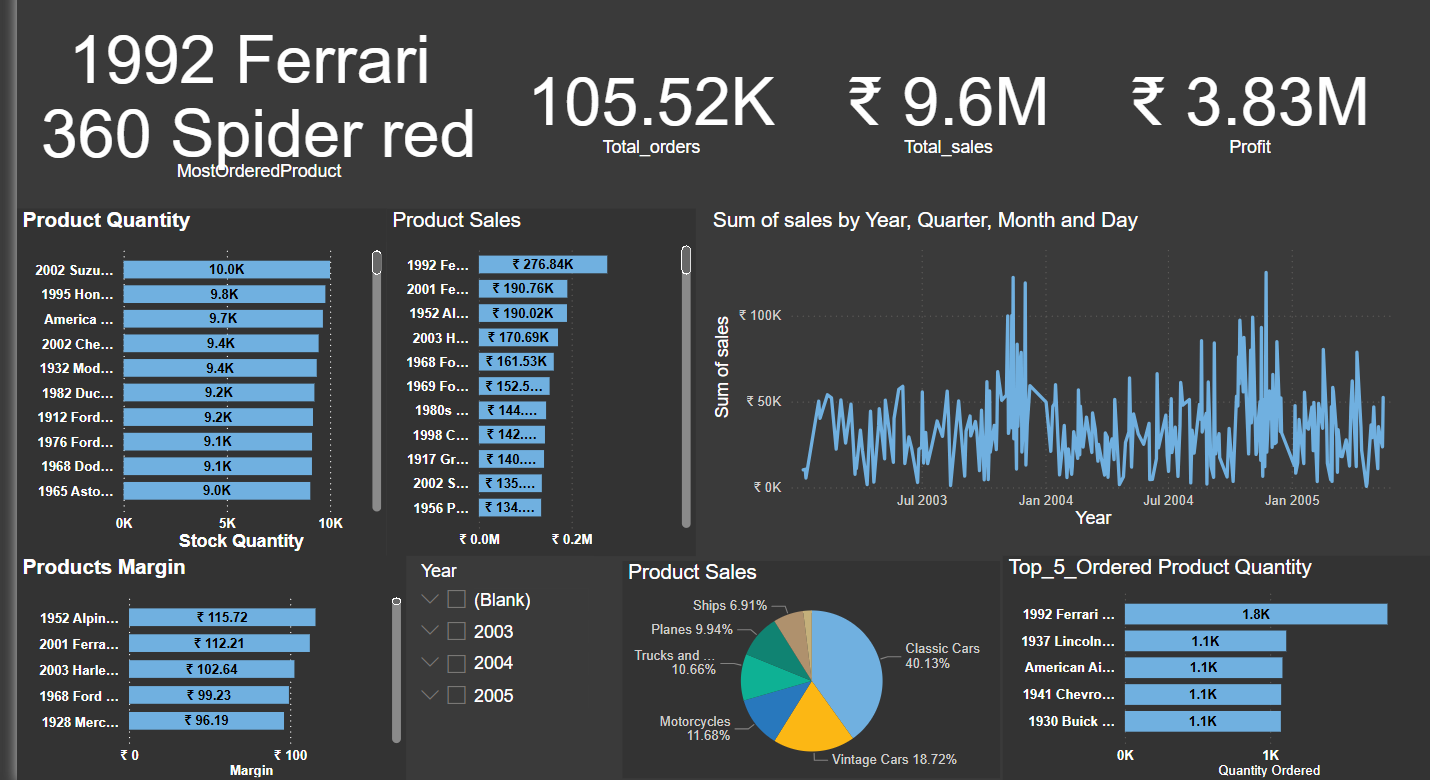 1992 Ferrari
360 Spider red
MostOrderedProduct
105.52K
Total_orders
₹ 9.6M
Total_sales
₹ 3.83M
Profit
Product Quantity
2002 Suzu...
10.0K
1995 Hon...
9.8K
America ...
9.7K
2002 Che...
9.4K
1932 Mod...
9.4K
1982 Duc...
9.2K
1912 Ford...
9.2K
1976 Ford...
9.1K
1968 Dod...
9.1K
1965 Asto...
9.0K
0K
5K
10K
Stock Quantity
Product Sales
1992 Fe...
₹ 276.84K
2001 Fe...
₹ 190.76K
1952 Al...
₹ 190.02K
2003 H...
₹ 170.69K
1968 Fo...
₹ 161.53K
1969 Fo...
₹ 152.5...
1980s ...
₹ 144....
1998 C...
₹ 142....
1917 Gr...
₹ 140....
2002 S...
₹ 135....
1956 P...
₹ 134....
₹ 0.0M
₹ 0.2M
Sum of sales by Year, Quarter, Month and Day
Sum of sales
₹ 100K
₹ 50K
₹ 0K
Jul 2003
Jan 2004
Jul 2004
Jan 2005
Year
Products Margin
1952 Alpin...
₹ 115.72
2001 Ferra...
₹ 112.21
2003 Harle...
₹ 102.64
1968 Ford ...
₹ 99.23
1928 Merc...
₹ 96.19
₹ 0
₹ 100
Margin
Year
(Blank)
2003
2004
2005
Product Sales
Ships 6.91%
Planes 9.94%
Trucks and ...
10.66%
Motorcycles
11.68%
Classic Cars
40.13%
Vintage Cars 18.72%
Top_5_Ordered Product Quantity
1992 Ferrari ...
1.8K
1937 Lincoln...
1.1K
American Ai...
1.1K
1941 Chevro...
1.1K
1930 Buick ...
1.1K
0K
1K
Quantity Ordered